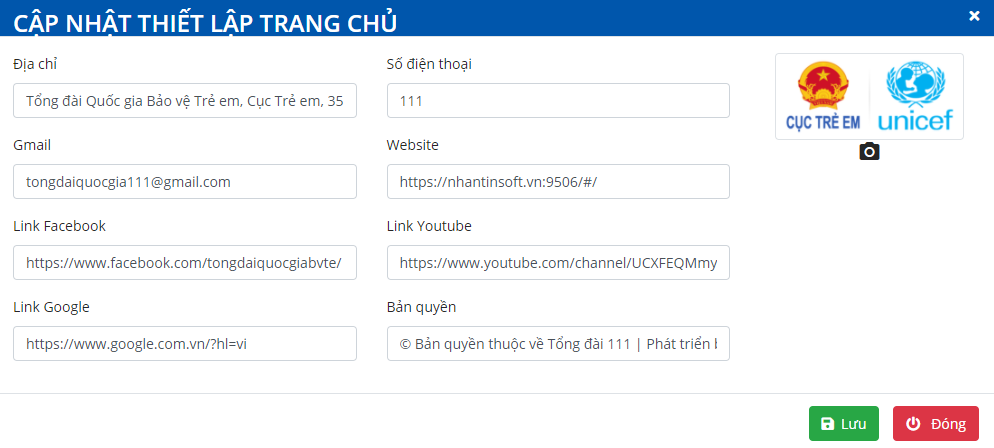 CẬP NHẬT THIẾT LẬP TRANG CHỦ
Địa chỉ
Số điện thoại
Tổng đài Quốc gia Bảo vệ Trẻ em, Cục Trẻ em, 35
111
CỤC TRẺ EM
unicef
Gmail
Website
tongdaiquocgia111@gmail.com
https://nhantinsoft.vn:9506/#/
Link Facebook
Link Youtube
https://www.facebook.com/tongdaiquocgiabvte/
https://www.youtube.com/channel/UCXFEQMmy
Link Google
Bản quyền
https://www.google.com.vn/?hl=vi
© Bản quyền thuộc về Tổng đài 111 | Phát triển
Lưu
Đóng